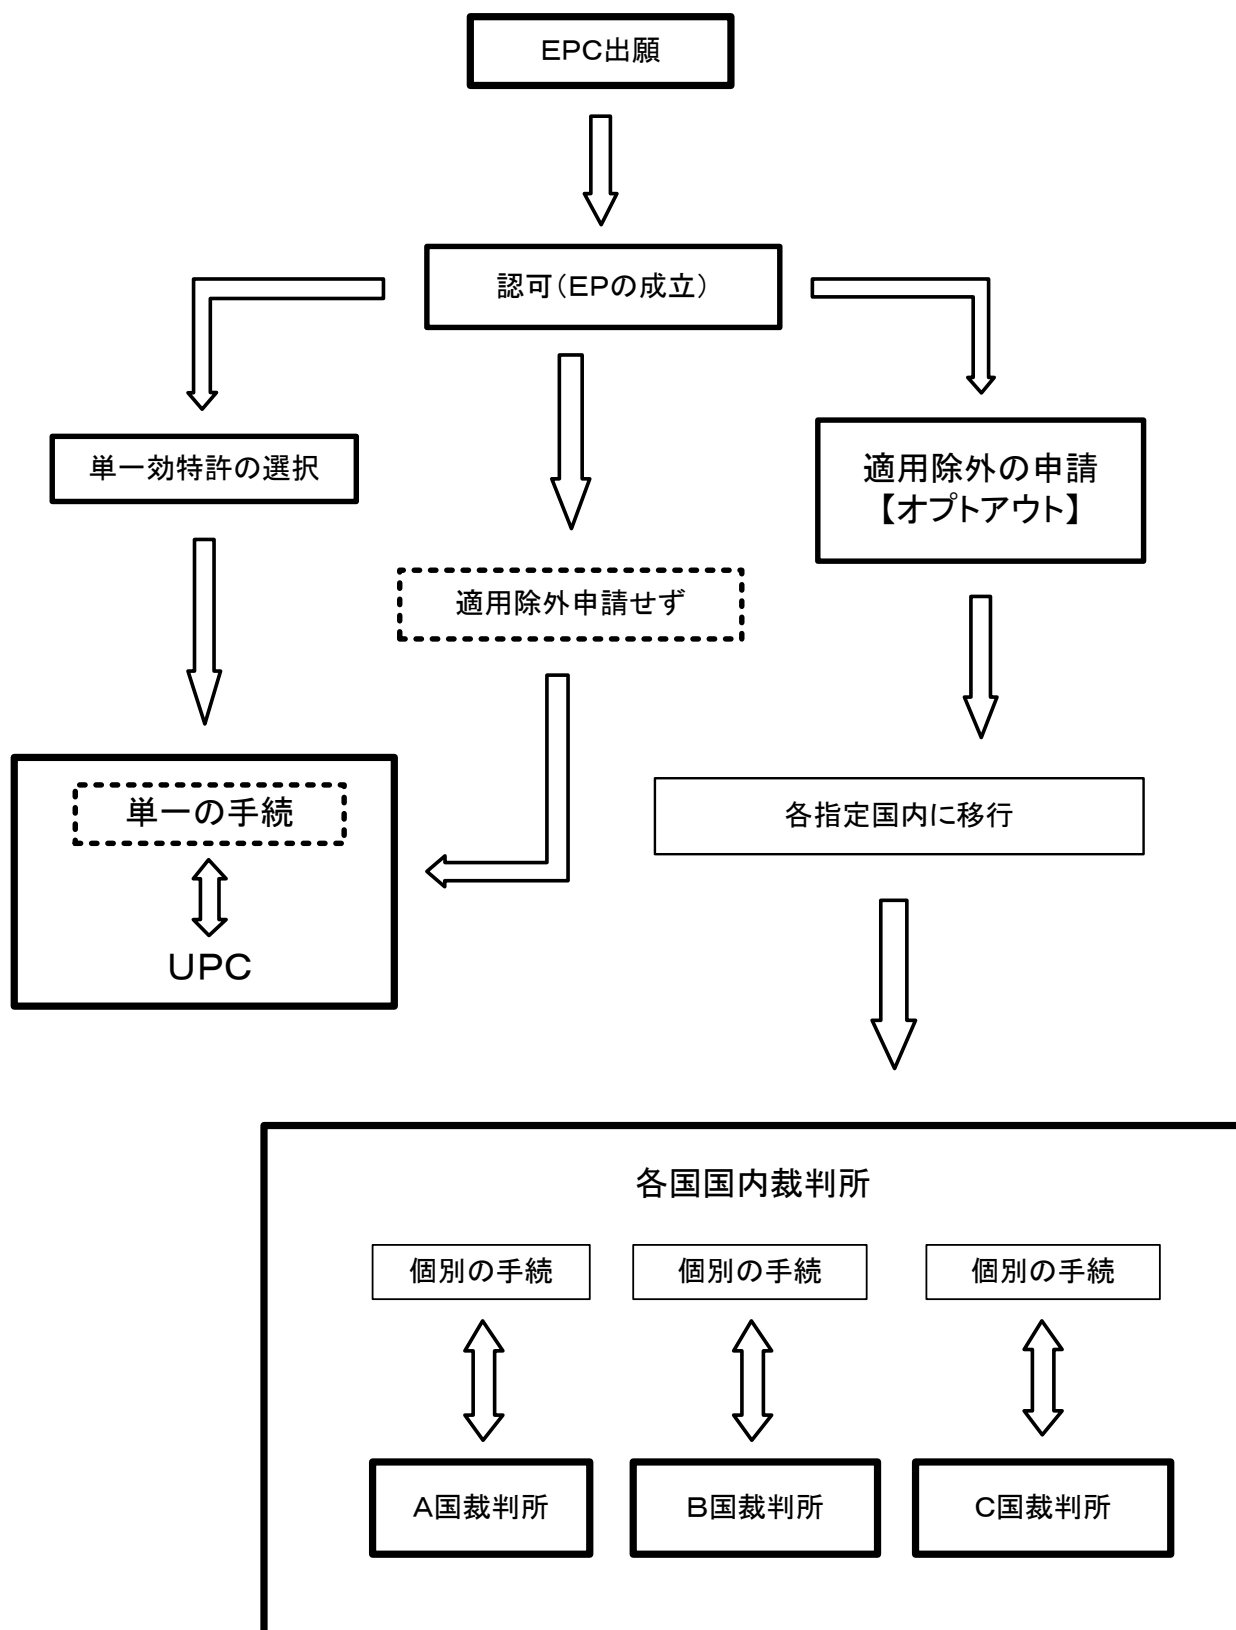 ＥＰＣ出願
認可（ＥＰの成立）
単一効特許の選択
適用除外の申請
【オプトアウト】
適用除外申請せず
単一の手続
ＵＰＣ
各指定国内に移行
各国国内裁判所
個別の手続
個別の手続
個別の手続
Ａ国裁判所
Ｂ国裁判所
Ｃ国裁判所